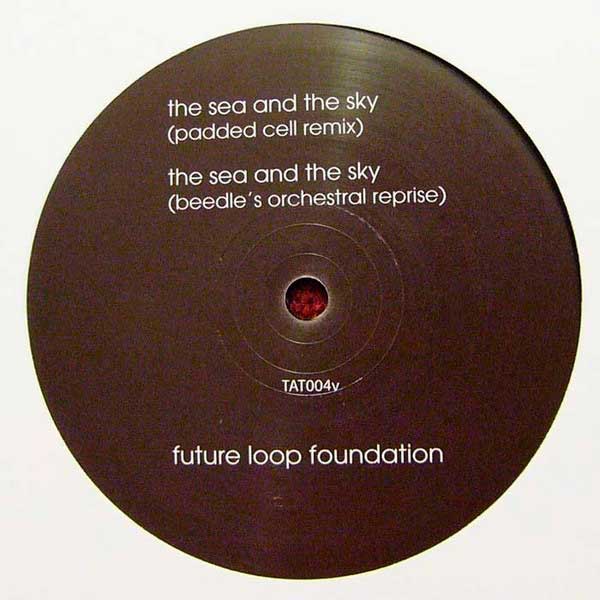 the sea and the sky
(padded cell remix)
the sea and the sky
(beedle's orchestral reprise)
TAT004v
future loop foundation